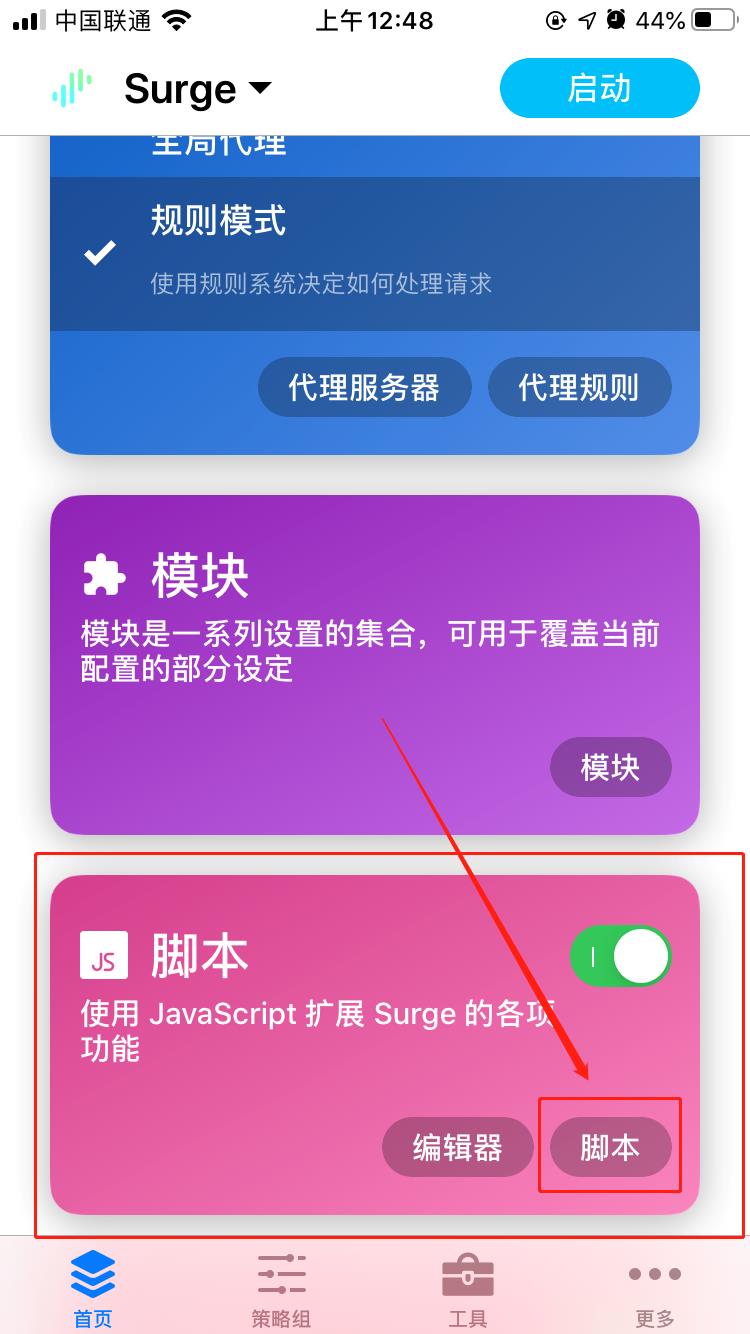 中国联通
上午12:48
44%
Surge
启动
全局代理
规则模式
使用规则系统决定如何处理请求
代理服务器
代理规则
模块
模块是一系列设置的集合，可用于覆盖当前
配置的部分设定
模块
JS
脚本
使用 JavaScript 扩展 Surge 的各项
功能
编辑器
脚本
首页
策略组
工具
更多